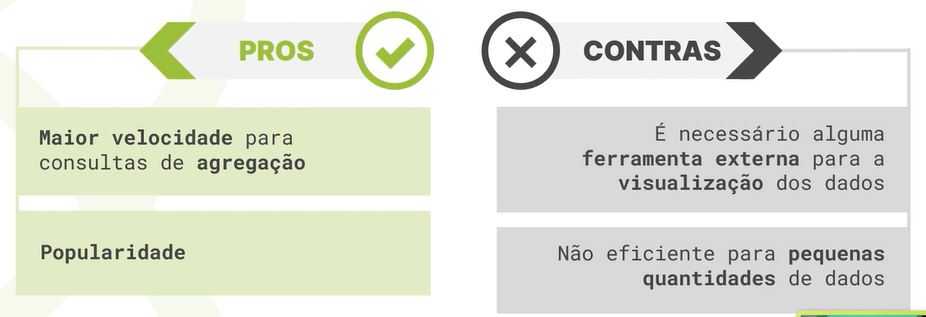 PROS
Maior velocidade para
consultas de agregação
Popularidade
CONTRAS
É necessário alguma
ferramenta externa para a
visualização dos dados
Não eficiente para pequenas
quantidades de dados